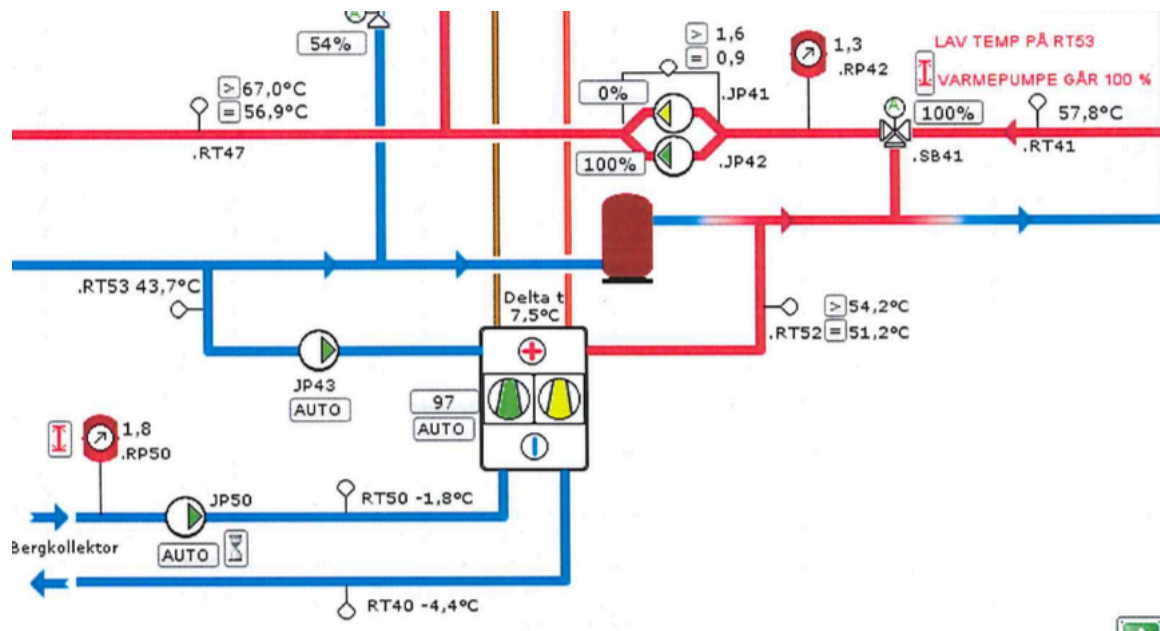 54%
> 67,0°C
= 56,9°C
.RT47
> 1,6
= 0,9
0%
.JP41
100%
.JP42
1,3
.RP42
LAV TEMP PÅ RT53
VARMEPUMPE GÅR 100 %
A
100%
.SB41
57,8°C
.RT41
.RT53 43,7°C
Delta t
7,5°C
> 54,2°C
.RT52 = 51,2°C
JP43
AUTO
97
AUTO
1,8
.RP50
JP50
AUTO
RT50 -1,8°C
Bergkollektor
RT40 -4,4°C